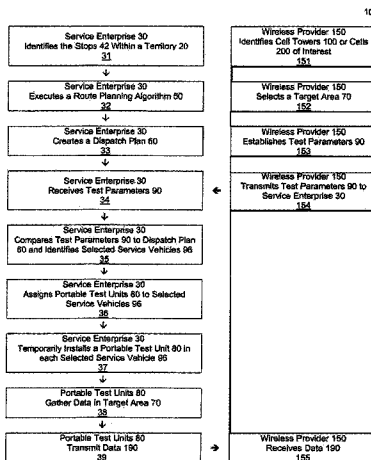 10
Service Enterprise 30
Identifies the Stops 42 Within a Territory 20
31
Service Enterprise 30
Executes a Route Planning Algorithm 50
32
Service Enterprise 30
Creates a Dispatch Plan 60
33
Service Enterprise 30
Receives Test Parameters 90
34
Service Enterprise 30
Compares Test Parameters 90 to Dispatch Plan
60 and Identifies Selected Service Vehicles 96
35
Service Enterprise 30
Assigns Portable Test Units 80 to Selected
Service Vehicles 96
36
Service Enterprise 30
Temporarily Installs a Portable Test Unit 80 in
each Selected Service Vehicle 96
37
Portable Test Units 80
Gather Data in Target Area 70
38
Portable Test Units 80
Transmit Data 190
39
Wireless Provider 150
Identifies Cell Towers 100 or Cells
200 of Interest
151
Wireless Provider 150
Selects a Target Area 70
152
Wireless Provider 150
Establishes Test Parameters 90
153
Wireless Provider 150
Transmits Test Parameters 90 to
Service Enterprise 30
154
Wireless Provider 150
Receives Data 190
155